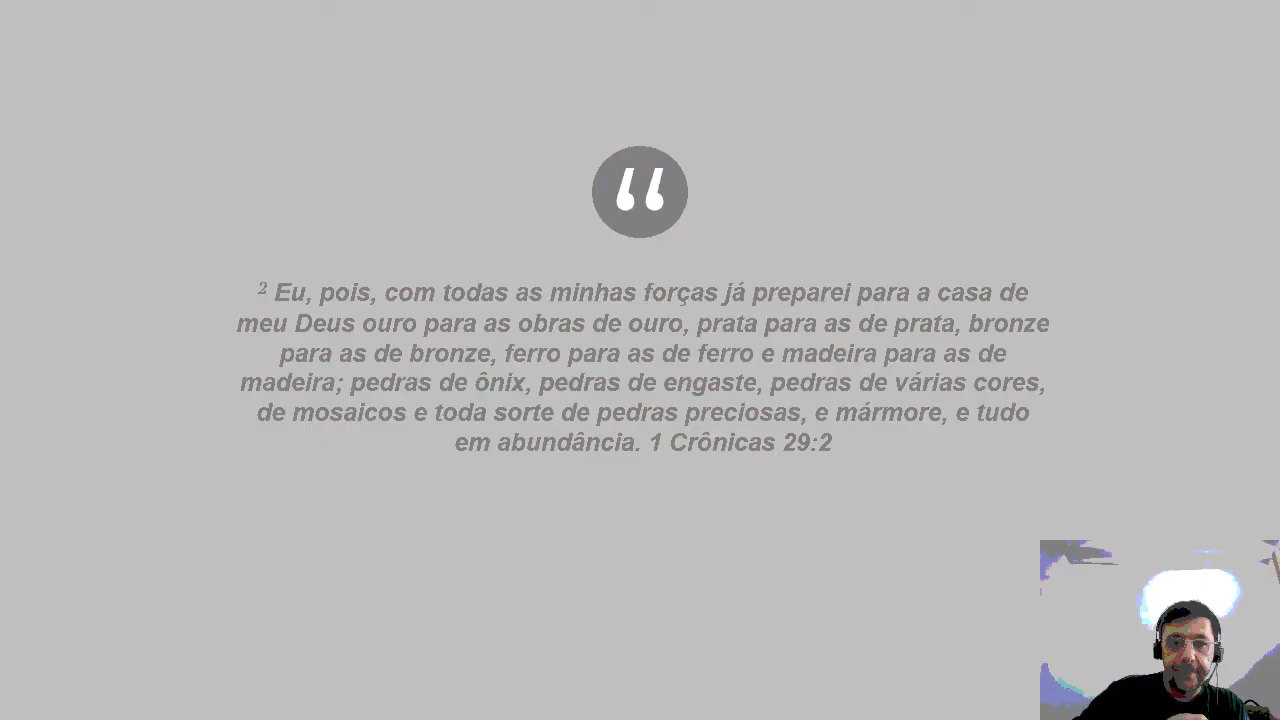 “
² Eu, pois, com todas as minhas forças já preparei para a casa de
meu Deus ouro para as obras de ouro, prata para as de prata, bronze
para as de bronze, ferro para as de ferro e madeira para as de
madeira; pedras de ônix, pedras de engaste, pedras de várias cores,
de mosaicos e toda sorte de pedras preciosas, e mármore, e tudo
em abundância. 1 Crônicas 29:2